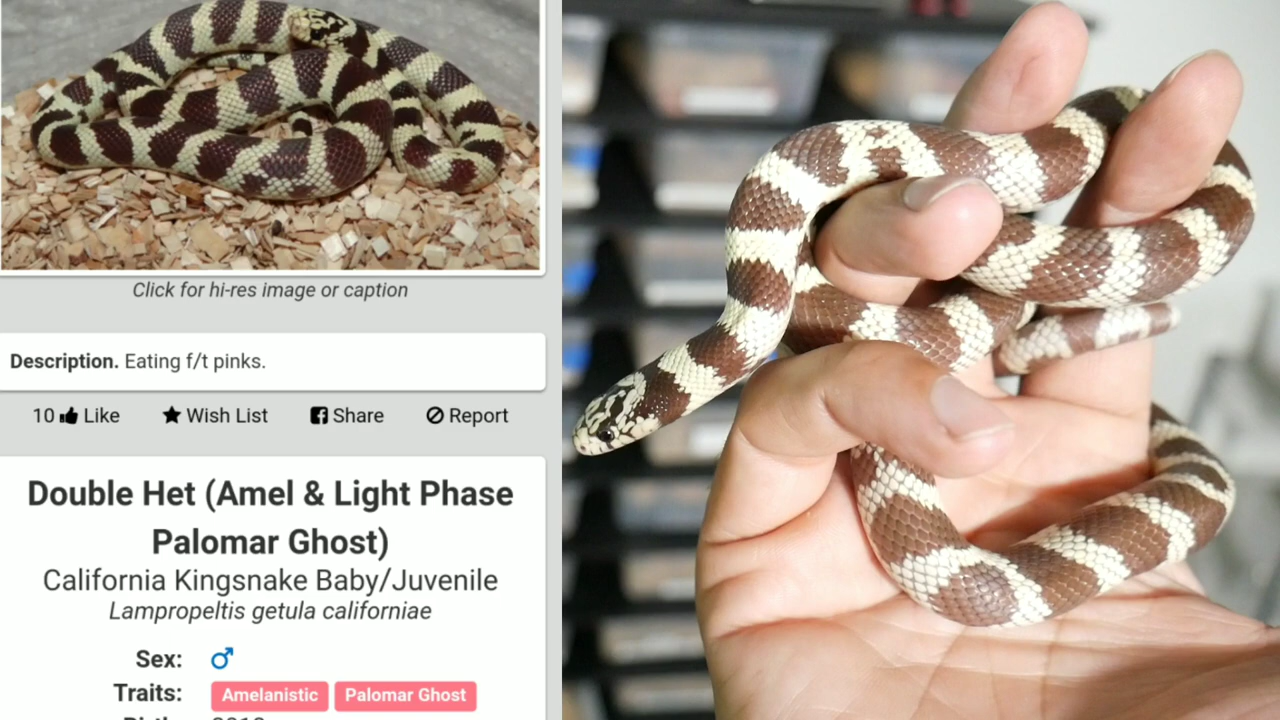 Click for hi-res image or caption
Description. Eating f/t pinks.
10 Like Wish List Share Report
Double Het (Amel & Light Phase
Palomar Ghost)
California Kingsnake Baby/Juvenile
Lampropeltis getula californiae
Sex: ♂
Traits: Amelanistic Palomar Ghost